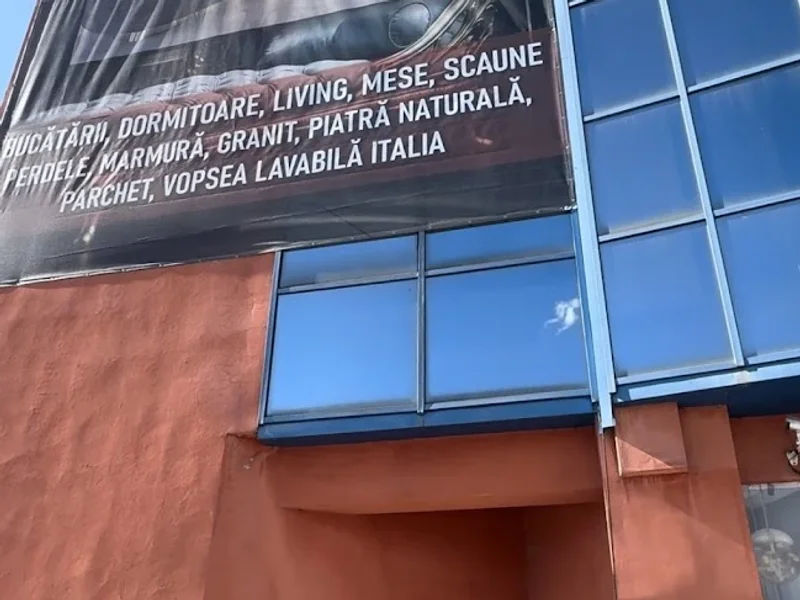 BUCĂTĂRII, DORMITOARE, LIVING, MESE, SCAUNE
PERDELE, MARMURĂ, GRANIT, PIATRĂ NATURALĂ,
PARCHET, VOPSEA LAVABILĂ ITALIA